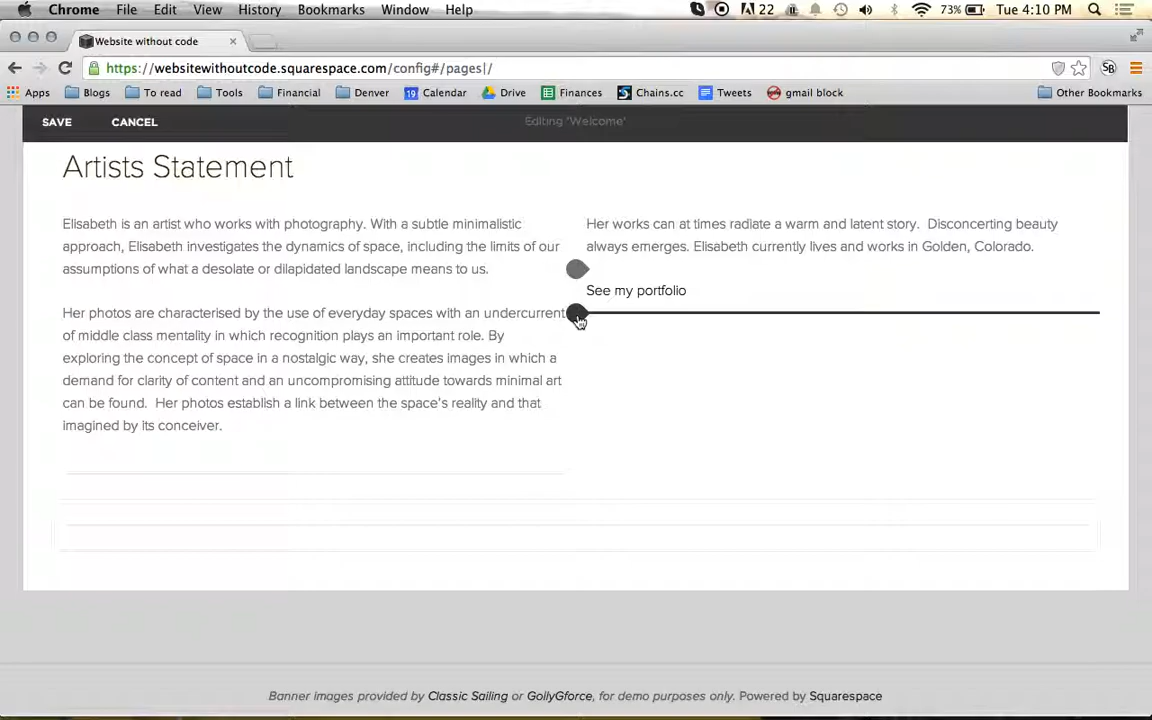 Chrome File Edit View History Bookmarks Window Help 22 73% Tue 4:10 PM
Website without code
https://websitewithoutcode.squarespace.com/config#/pages|/
Apps Blogs To read Tools Financial Denver 19 Calendar Drive Finances Chains.cc Tweets gmail block Other Bookmarks
SAVE CANCEL Editing 'Welcome'
Artists Statement
Elisabeth is an artist who works with photography. With a subtle minimalistic
approach, Elisabeth investigates the dynamics of space, including the limits of our
assumptions of what a desolate or dilapidated landscape means to us.
Her photos are characterised by the use of everyday spaces with an undercurrent
of middle class mentality in which recognition plays an important role. By
exploring the concept of space in a nostalgic way, she creates images in which a
demand for clarity of content and an uncompromising attitude towards minimal art
can be found. Her photos establish a link between the space's reality and that
imagined by its conceiver.
Her works can at times radiate a warm and latent story. Disconcerting beauty
always emerges. Elisabeth currently lives and works in Golden, Colorado.
See my portfolio
Banner images provided by Classic Sailing or GollyGforce, for demo purposes only. Powered by Squarespace